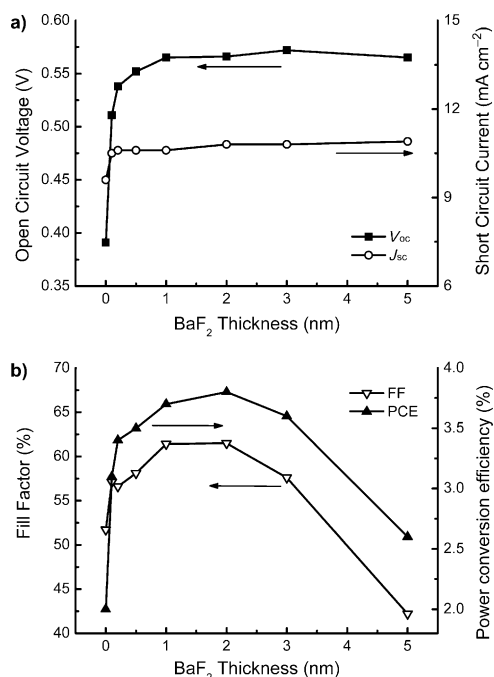 a)
0.60
0.55
0.50
0.45
0.40
0.35
Open Circuit Voltage (V)
15
12
9
6
Short Circuit Current (mA cm⁻²)
Voc
Jsc
0 1 2 3 4 5
BaF₂ Thickness (nm)
b)
70
65
60
55
50
45
40
Fill Factor (%)
4.0
3.5
3.0
2.5
2.0
Power conversion efficiency (%)
FF
PCE
0 1 2 3 4 5
BaF₂ Thickness (nm)